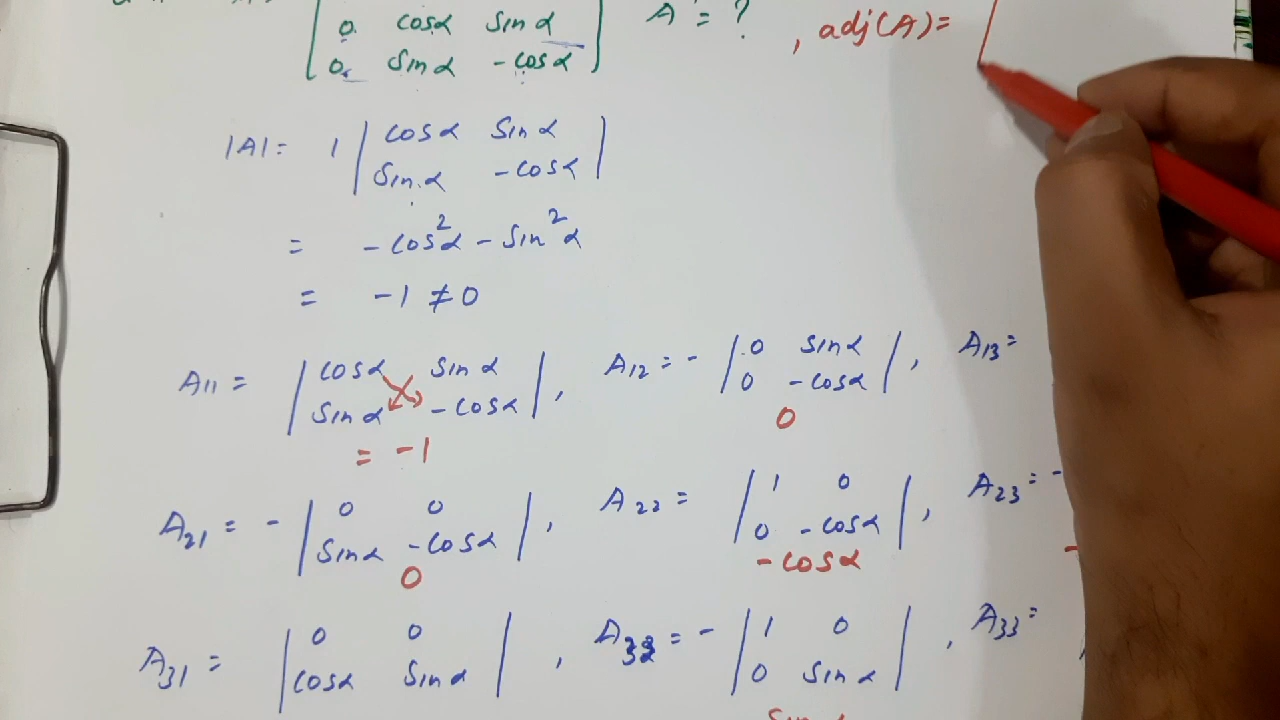 0 cosα sinα A = ? , adj(A)=
0 sinα -cosα
|A| = 1 | cosα sinα |
| sinα -cosα |
= -cos²α - sin²α
= -1 ≠ 0
A11 = | cosα sinα | , A12 = - | 0 sinα | , A13 =
| sinα -cosα | | 0 -cosα |
= -1 0
A21 = - | 0 0 | , A22 = | 1 0 | , A23 = -
| sinα -cosα | | 0 -cosα |
0 -cosα -
A31 = | 0 0 | , A32 = - | 1 0 | , A33 =
| cosα sinα | | 0 sinα |